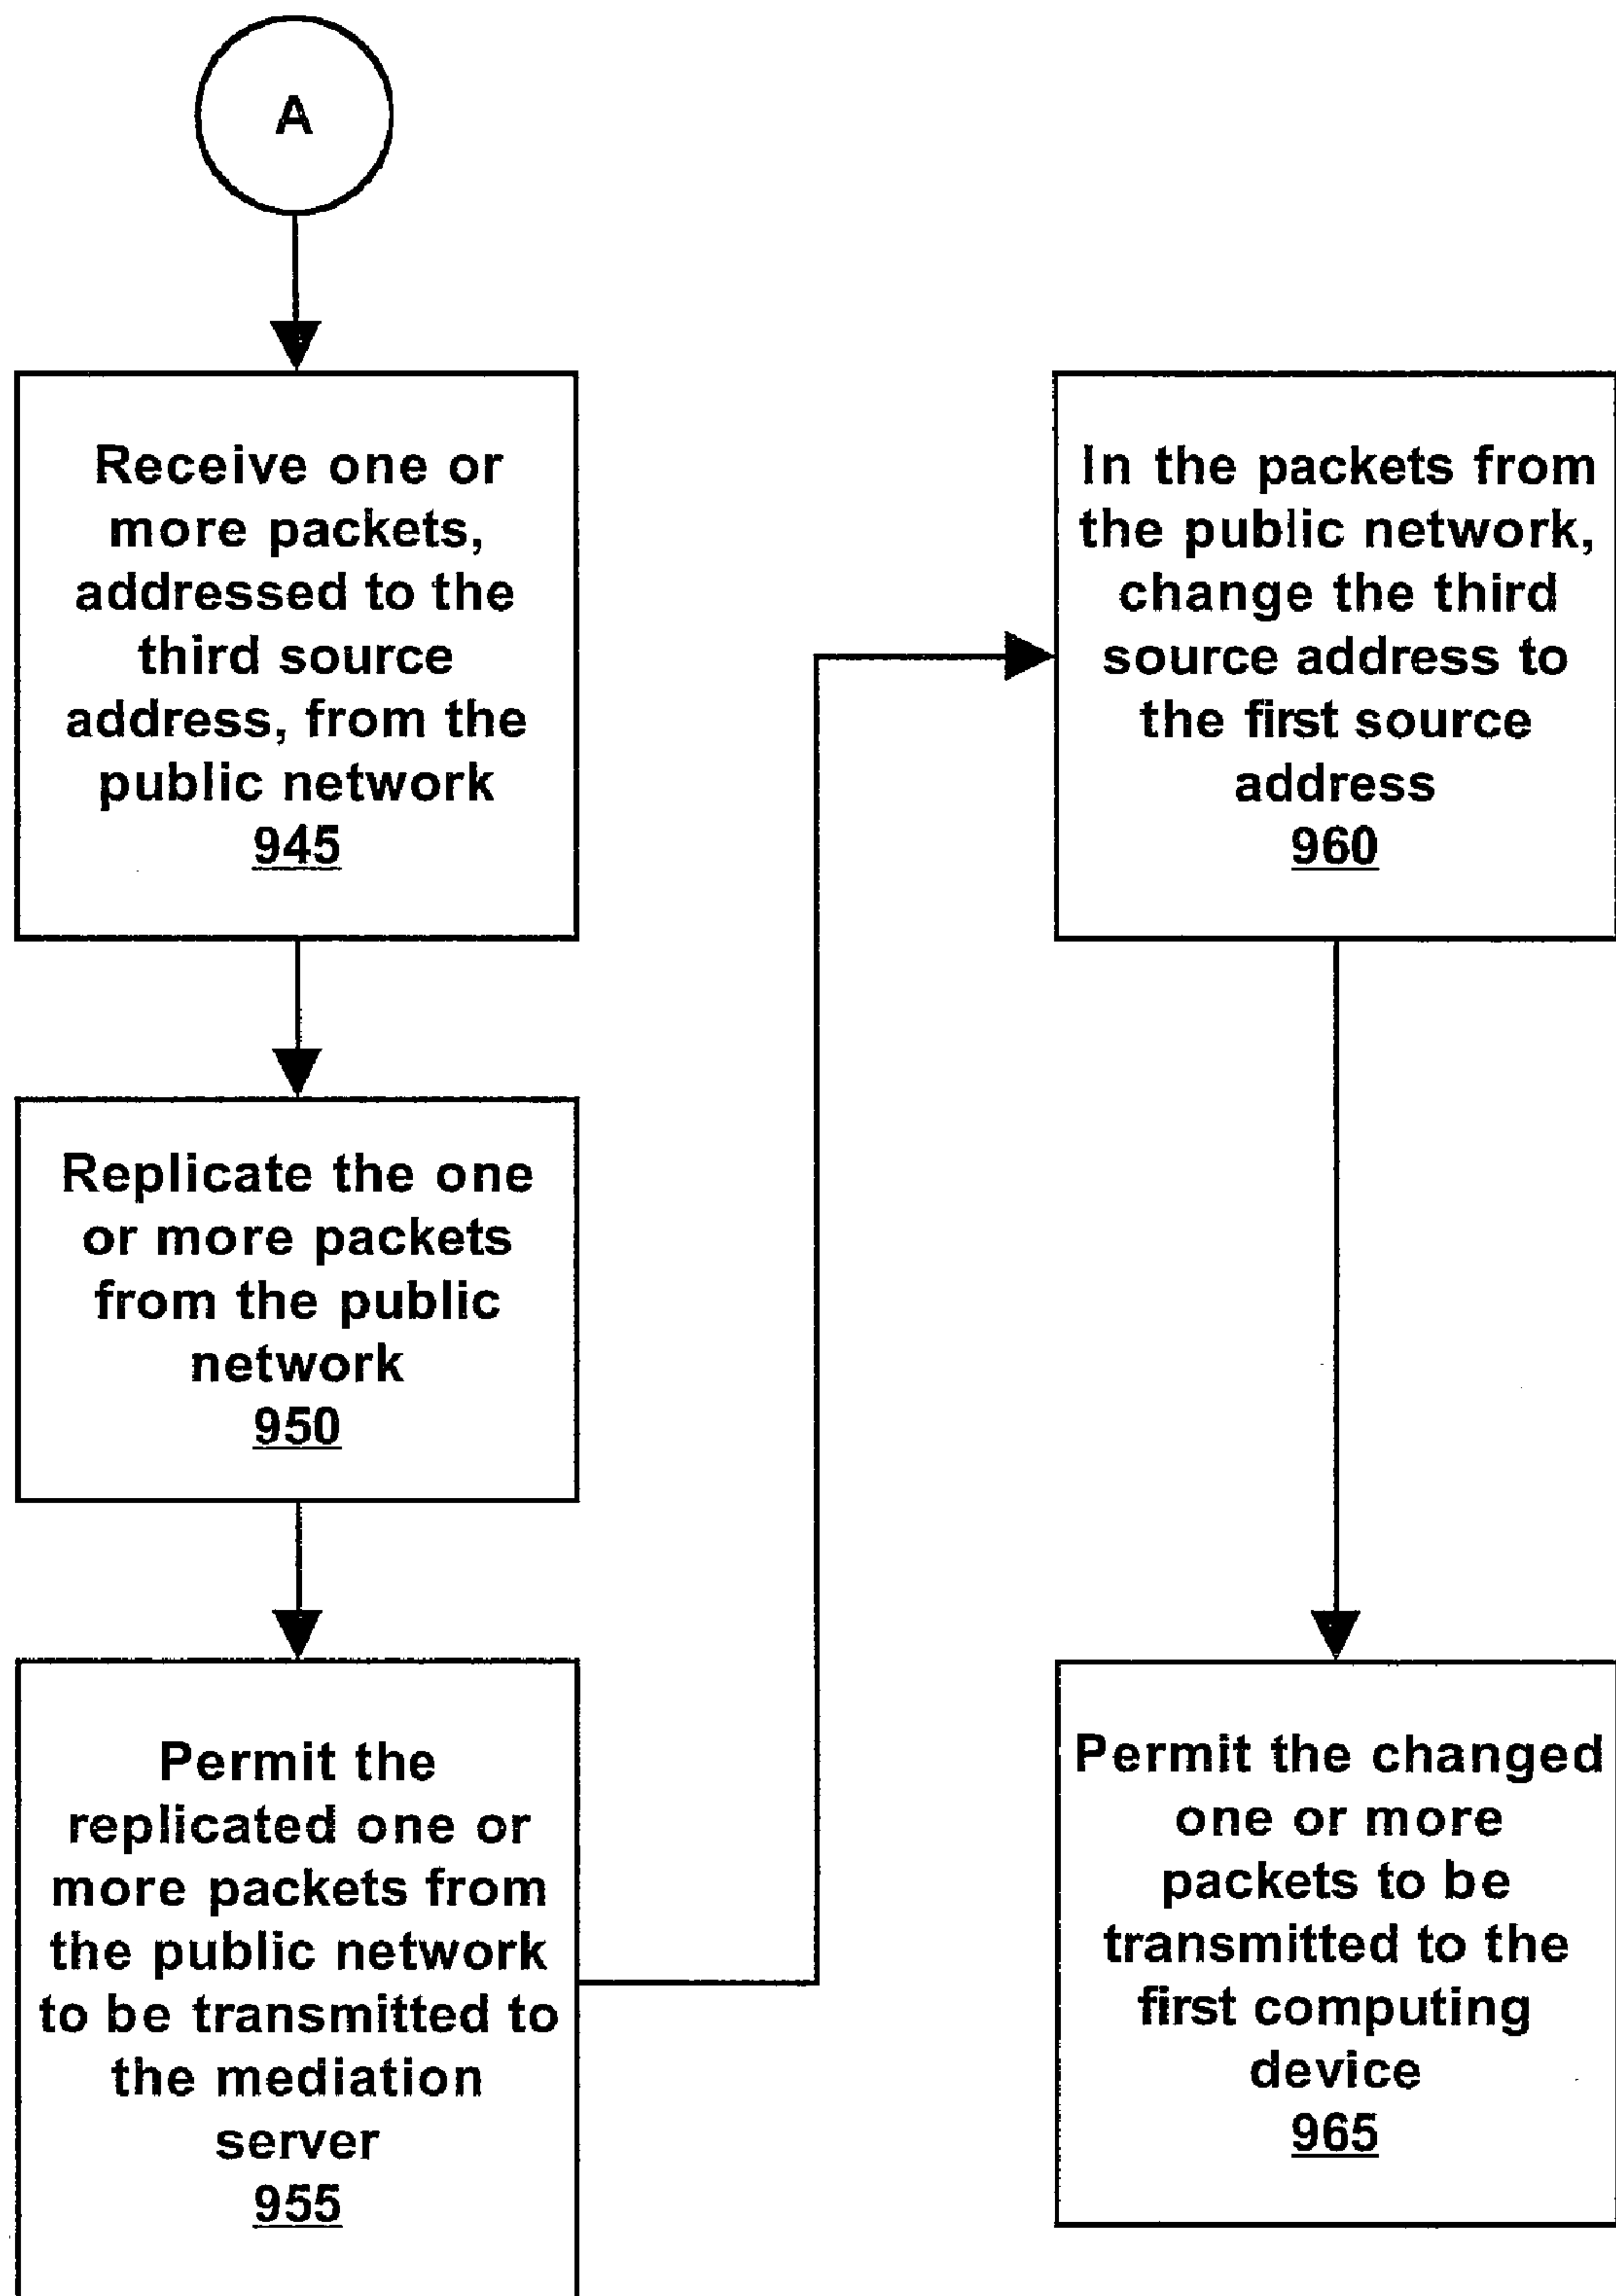 A
Receive one or
more packets,
addressed to the
third source
address, from the
public network
945
Replicate the one
or more packets
from the public
network
950
Permit the
replicated one or
more packets from
the public network
to be transmitted to
the mediation
server
955
In the packets from
the public network,
change the third
source address to
the first source
address
960
Permit the changed
one or more
packets to be
transmitted to the
first computing
device
965